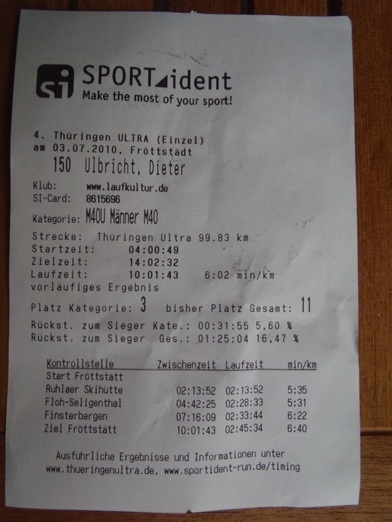 si SPORTident
Make the most of your sport!
4. Thüringen ULTRA (Einzel)
am 03.07.2010, Fröttstädt
150 Ulbricht, Dieter
Klub: www.laufkultur.de
SI-Card: 8615696
Kategorie: M40U Männer M40
Strecke: Thüringen Ultra 99.83 km
Startzeit: 04:00:49
Zielzeit: 14:02:32
Laufzeit: 10:01:43 6:02 min/km
vorläufiges Ergebnis
Platz Kategorie: 3 bisher Platz Gesamt: 11
Rückst. zum Sieger Kate.: 00:31:55 5,60 %
Rückst. zum Sieger Ges.: 01:25:04 16,47 %
Kontrollstelle Zwischenzeit Laufzeit min/km
Start Fröttstatt
Ruhlaer Skihütte 02:13:52 02:13:52 5:35
Floh-Seligenthal 04:42:25 02:28:33 5:31
Finsterbergen 07:16:09 02:33:44 6:22
Ziel Fröttstatt 10:01:43 02:45:34 6:40
Ausführliche Ergebnisse und Informationen unter
www.thueringenultra.de, www.sportident-run.de/timing